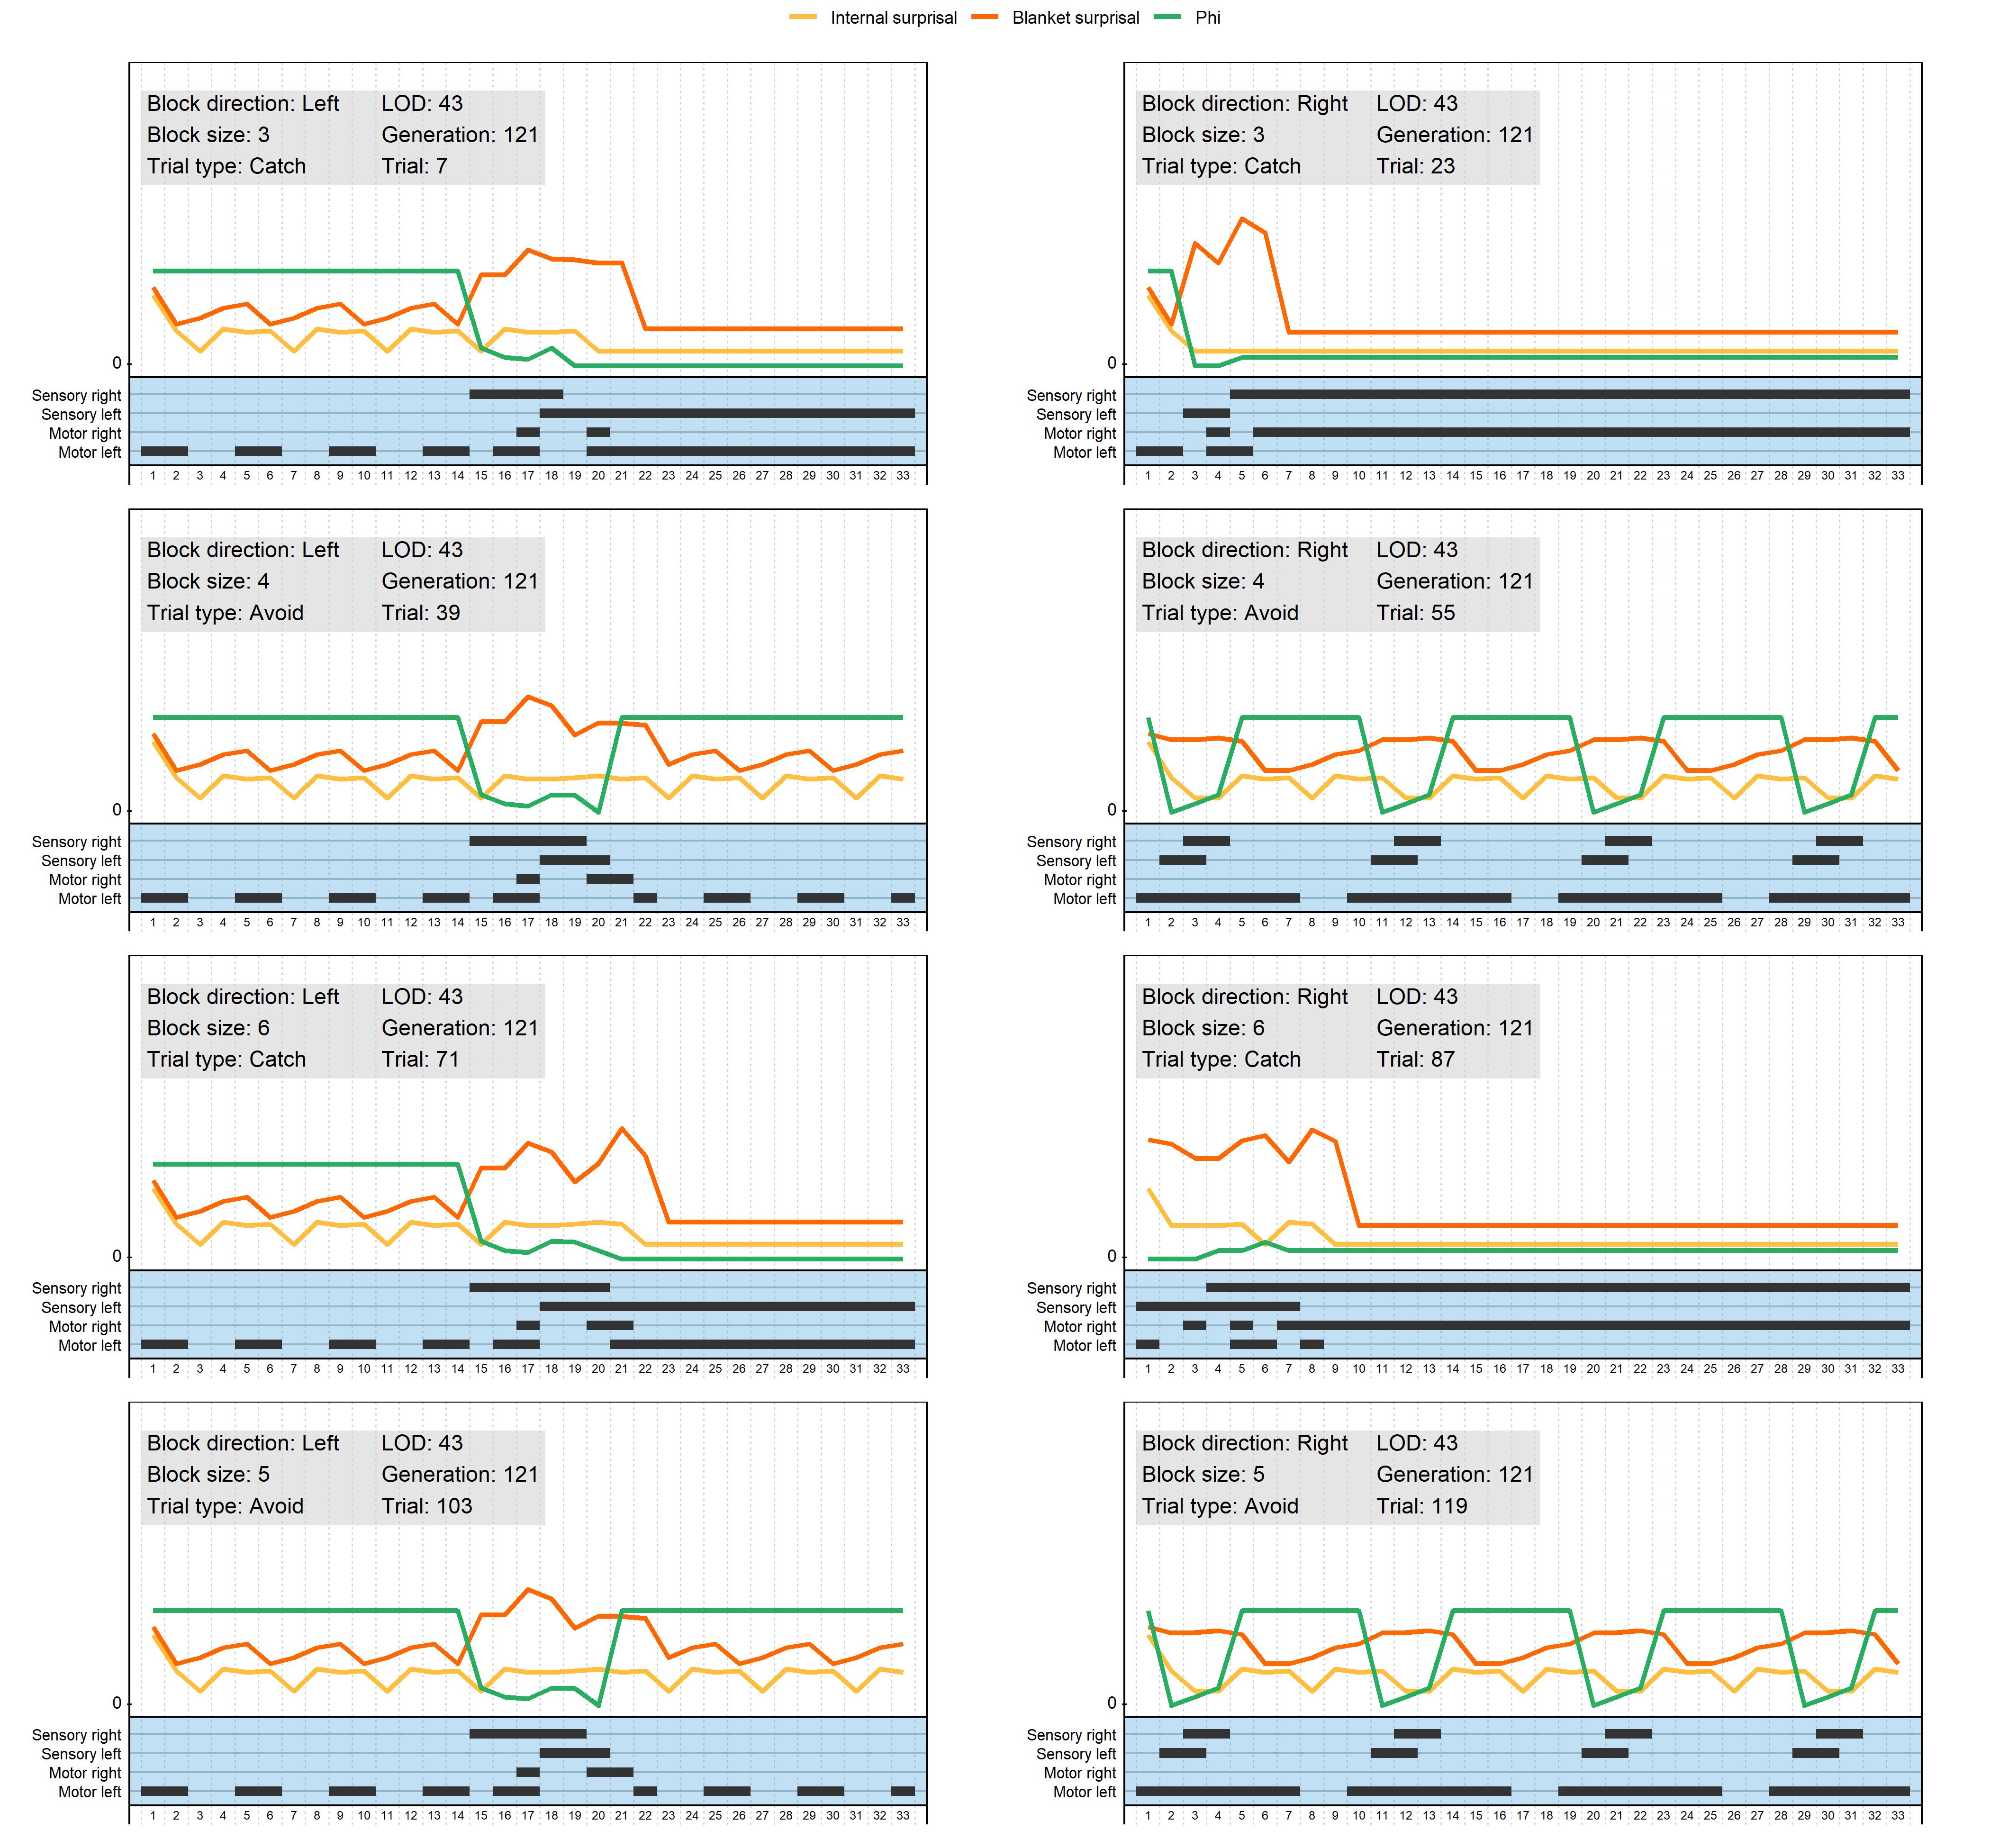 Internal surprisal Blanket surprisal Phi
Block direction: Left LOD: 43
Block size: 3 Generation: 121
Trial type: Catch Trial: 7
0
Sensory right
Sensory left
Motor right
Motor left
1 2 3 4 5 6 7 8 9 10 11 12 13 14 15 16 17 18 19 20 21 22 23 24 25 26 27 28 29 30 31 32 33
Block direction: Right LOD: 43
Block size: 3 Generation: 121
Trial type: Catch Trial: 23
0
Sensory right
Sensory left
Motor right
Motor left
1 2 3 4 5 6 7 8 9 10 11 12 13 14 15 16 17 18 19 20 21 22 23 24 25 26 27 28 29 30 31 32 33
Block direction: Left LOD: 43
Block size: 4 Generation: 121
Trial type: Avoid Trial: 39
0
Sensory right
Sensory left
Motor right
Motor left
1 2 3 4 5 6 7 8 9 10 11 12 13 14 15 16 17 18 19 20 21 22 23 24 25 26 27 28 29 30 31 32 33
Block direction: Right LOD: 43
Block size: 4 Generation: 121
Trial type: Avoid Trial: 55
0
Sensory right
Sensory left
Motor right
Motor left
1 2 3 4 5 6 7 8 9 10 11 12 13 14 15 16 17 18 19 20 21 22 23 24 25 26 27 28 29 30 31 32 33
Block direction: Left LOD: 43
Block size: 6 Generation: 121
Trial type: Catch Trial: 71
0
Sensory right
Sensory left
Motor right
Motor left
1 2 3 4 5 6 7 8 9 10 11 12 13 14 15 16 17 18 19 20 21 22 23 24 25 26 27 28 29 30 31 32 33
Block direction: Right LOD: 43
Block size: 6 Generation: 121
Trial type: Catch Trial: 87
0
Sensory right
Sensory left
Motor right
Motor left
1 2 3 4 5 6 7 8 9 10 11 12 13 14 15 16 17 18 19 20 21 22 23 24 25 26 27 28 29 30 31 32 33
Block direction: Left LOD: 43
Block size: 5 Generation: 121
Trial type: Avoid Trial: 103
0
Sensory right
Sensory left
Motor right
Motor left
1 2 3 4 5 6 7 8 9 10 11 12 13 14 15 16 17 18 19 20 21 22 23 24 25 26 27 28 29 30 31 32 33
Block direction: Right LOD: 43
Block size: 5 Generation: 121
Trial type: Avoid Trial: 119
0
Sensory right
Sensory left
Motor right
Motor left
1 2 3 4 5 6 7 8 9 10 11 12 13 14 15 16 17 18 19 20 21 22 23 24 25 26 27 28 29 30 31 32 33